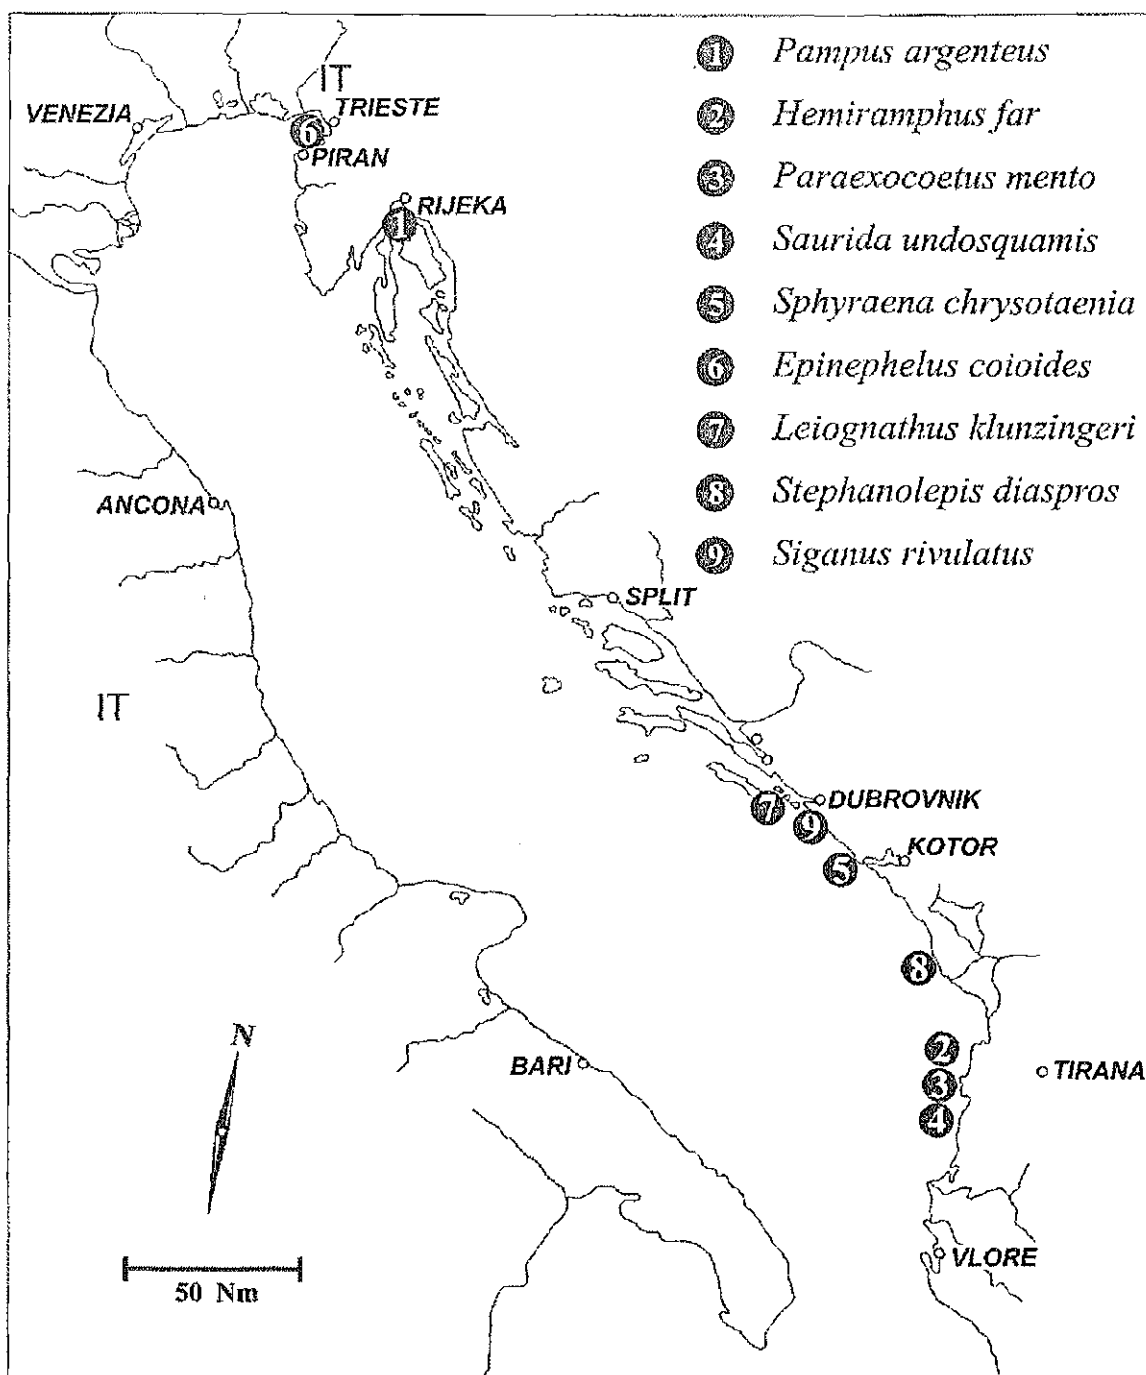 1 Pampus argenteus
2 Hemiramphus far
3 Paraexocoetus mento
4 Saurida undosquamis
5 Sphyraena chrysotaenia
6 Epinephelus coioides
7 Leiognathus klunzingeri
8 Stephanolepis diaspros
9 Siganus rivulatus
IT
VENEZIA
TRIESTE
6
PIRAN
RIJEKA
1
ANCONA
SPLIT
IT
DUBROVNIK
7
9
KOTOR
5
8
N
2
BARI
TIRANA
3
4
VLORE
50 Nm